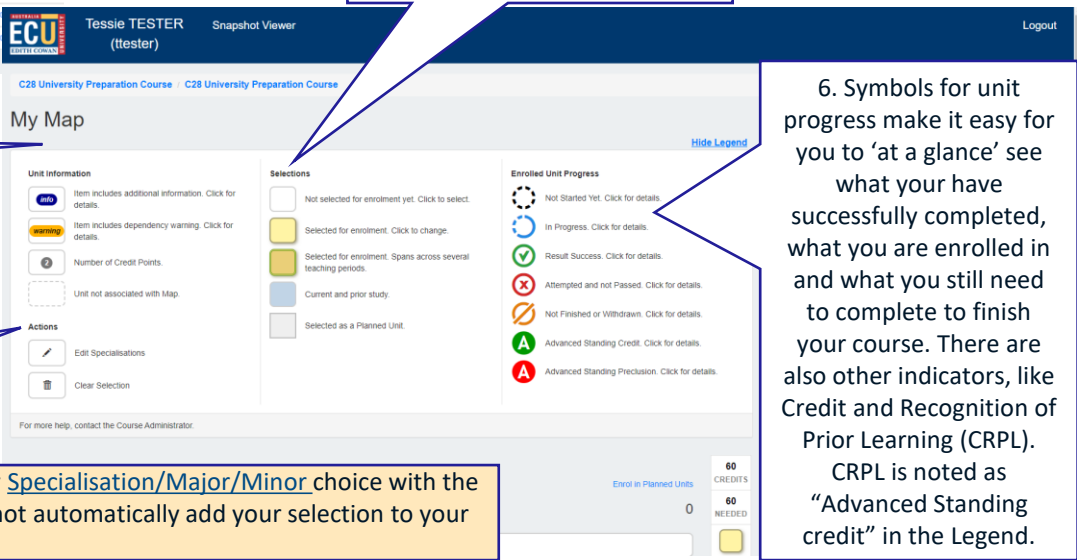 AUSTRALIA
ECU
EDITH COWAN
UNIVERSITY
Tessie TESTER
(ttester)
Snapshot Viewer
Logout
C28 University Preparation Course / C28 University Preparation Course
My Map
Hide Legend
Unit Information
info
Item includes additional information. Click for
details.
warning
Item includes dependency warning. Click for
details.
Number of Credit Points.
Unit not associated with Map.
Actions
Edit Specialisations
Clear Selection
Selections
Not selected for enrolment yet. Click to select.
Selected for enrolment. Click to change.
Selected for enrolment. Spans across several
teaching periods.
Current and prior study.
Selected as a Planned Unit.
Enrolled Unit Progress
Not Started Yet. Click for details.
In Progress. Click for details.
Result Success. Click for details.
X
Attempted and not Passed. Click for details.
Not Finished or Withdrawn. Click for details.
A
Advanced Standing Credit. Click for details.
A
Advanced Standing Preclusion. Click for details.
For more help, contact the Course Administrator.
6. Symbols for unit
progress make it easy for
you to ‘at a glance’ see
what your have
successfully completed,
what you are enrolled in
and what you still need
to complete to finish
your course. There are
also other indicators, like
Credit and Recognition of
Prior Learning (CRPL).
CRPL is noted as
“Advanced Standing
credit” in the Legend.
Specialisation/Major/Minor choice with the
not automatically add your selection to your
Enrol in Planned Units
0
60
CREDITS
60
NEEDED